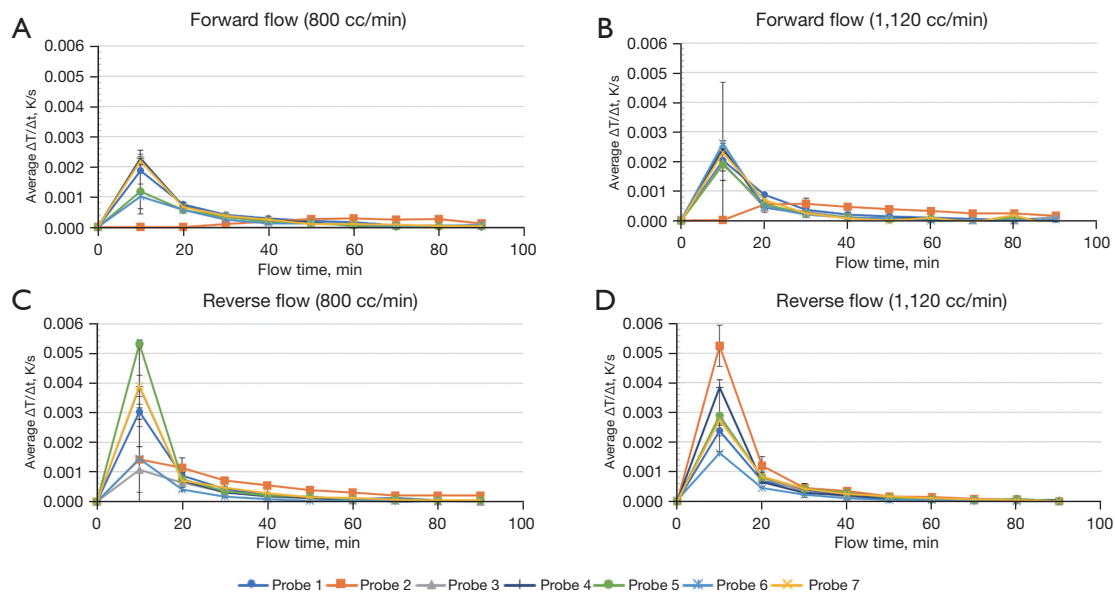 A
Forward flow (800 cc/min)
0.006
0.005
0.004
0.003
0.002
0.001
0.000
Average ΔT/Δt, K/s
0 20 40 60 80 100
Flow time, min
B
Forward flow (1,120 cc/min)
0.006
0.005
0.004
0.003
0.002
0.001
0.000
Average ΔT/Δt, K/s
0 20 40 60 80 100
Flow time, min
C
Reverse flow (800 cc/min)
0.006
0.005
0.004
0.003
0.002
0.001
0.000
Average ΔT/Δt, K/s
0 20 40 60 80 100
Flow time, min
D
Reverse flow (1,120 cc/min)
0.006
0.005
0.004
0.003
0.002
0.001
0.000
Average ΔT/Δt, K/s
0 20 40 60 80 100
Flow time, min
Probe 1 Probe 2 Probe 3 Probe 4 Probe 5 Probe 6 Probe 7